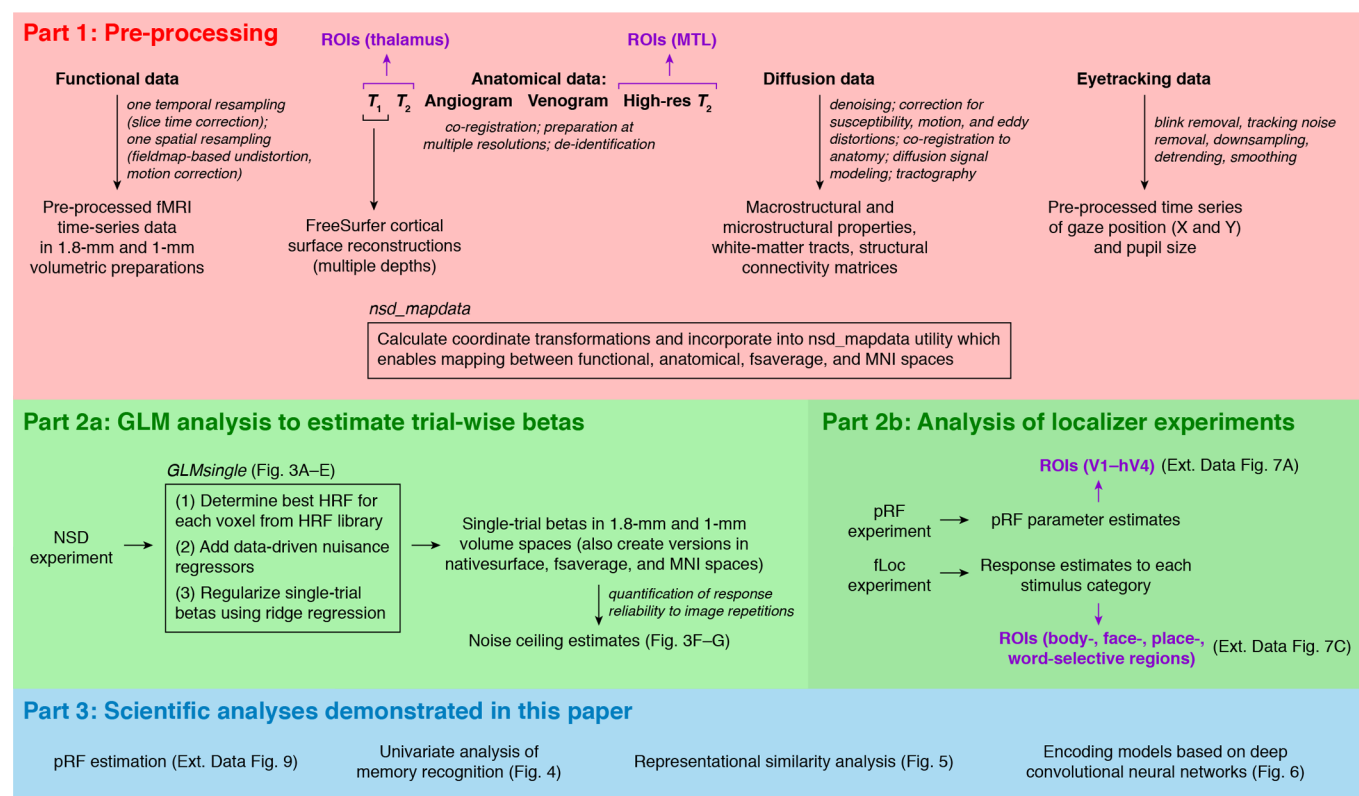 Part 1: Pre-processing
ROIs (thalamus)
ROIs (MTL)
Functional data
one temporal resampling
(slice time correction);
one spatial resampling
(fieldmap-based undistortion,
motion correction)
Pre-processed fMRI
time-series data
in 1.8-mm and 1-mm
volumetric preparations
Anatomical data:
T1 T2 Angiogram Venogram High-res T2
co-registration; preparation at
multiple resolutions; de-identification
FreeSurfer cortical
surface reconstructions
(multiple depths)
Diffusion data
denoising; correction for
susceptibility, motion, and eddy
distortions; co-registration to
anatomy; diffusion signal
modeling; tractography
Macrostructural and
microstructural properties,
white-matter tracts, structural
connectivity matrices
Eyetracking data
blink removal, tracking noise
removal, downsampling,
detrending, smoothing
Pre-processed time series
of gaze position (X and Y)
and pupil size
nsd_mapdata
Calculate coordinate transformations and incorporate into nsd_mapdata utility which
enables mapping between functional, anatomical, fsaverage, and MNI spaces
Part 2a: GLM analysis to estimate trial-wise betas
NSD
experiment
GLMsingle (Fig. 3A–E)
(1) Determine best HRF for
each voxel from HRF library
(2) Add data-driven nuisance
regressors
(3) Regularize single-trial
betas using ridge regression
Single-trial betas in 1.8-mm and 1-mm
volume spaces (also create versions in
nativesurface, fsaverage, and MNI spaces)
quantification of response
reliability to image repetitions
Noise ceiling estimates (Fig. 3F–G)
Part 2b: Analysis of localizer experiments
ROIs (V1–hV4) (Ext. Data Fig. 7A)
pRF
experiment
pRF parameter estimates
fLoc
experiment
Response estimates to each
stimulus category
ROIs (body-, face-, place-,
word-selective regions)
(Ext. Data Fig. 7C)
Part 3: Scientific analyses demonstrated in this paper
pRF estimation (Ext. Data Fig. 9)
Univariate analysis of
memory recognition (Fig. 4)
Representational similarity analysis (Fig. 5)
Encoding models based on deep
convolutional neural networks (Fig. 6)